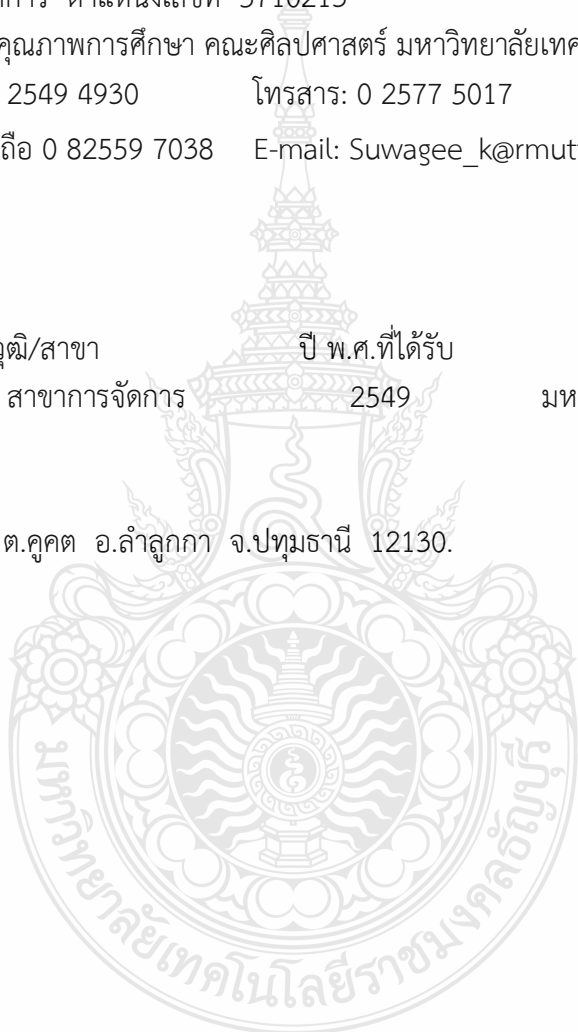 ตำแหน่งเลขที่ 5710215
คุณภาพการศึกษา คณะศิลปศาสตร์ มหาวิทยาลัยเทค
2549 4930 โทรสาร: 0 2577 5017
ถือ 0 82559 7038 E-mail: Suwagee_k@rmut
วุฒิ/สาขา ปี พ.ศ.ที่ได้รับ
สาขาการจัดการ 2549 มห
ต.คูคต อ.ลำลูกกา จ.ปทุมธานี 12130.
มหาวิทยาลัยเทคโนโลยีราชมงคลธัญบุรี